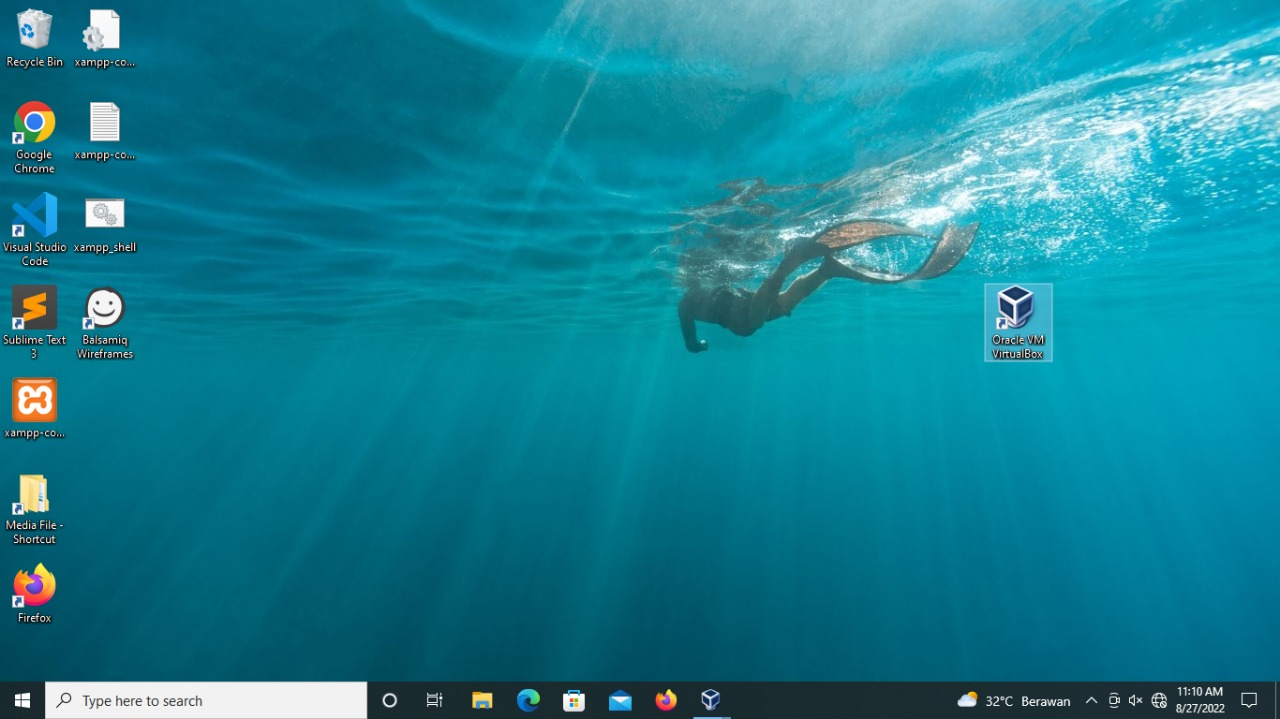 Recycle Bin
xampp-co...
Google
Chrome
xampp-co...
Visual Studio
Code
xampp_shell
Sublime Text
3
Balsamiq
Wireframes
xampp-co...
Media File -
Shortcut
Firefox
Oracle VM
VirtualBox
Type here to search
32°C Berawan
11:10 AM
8/27/2022